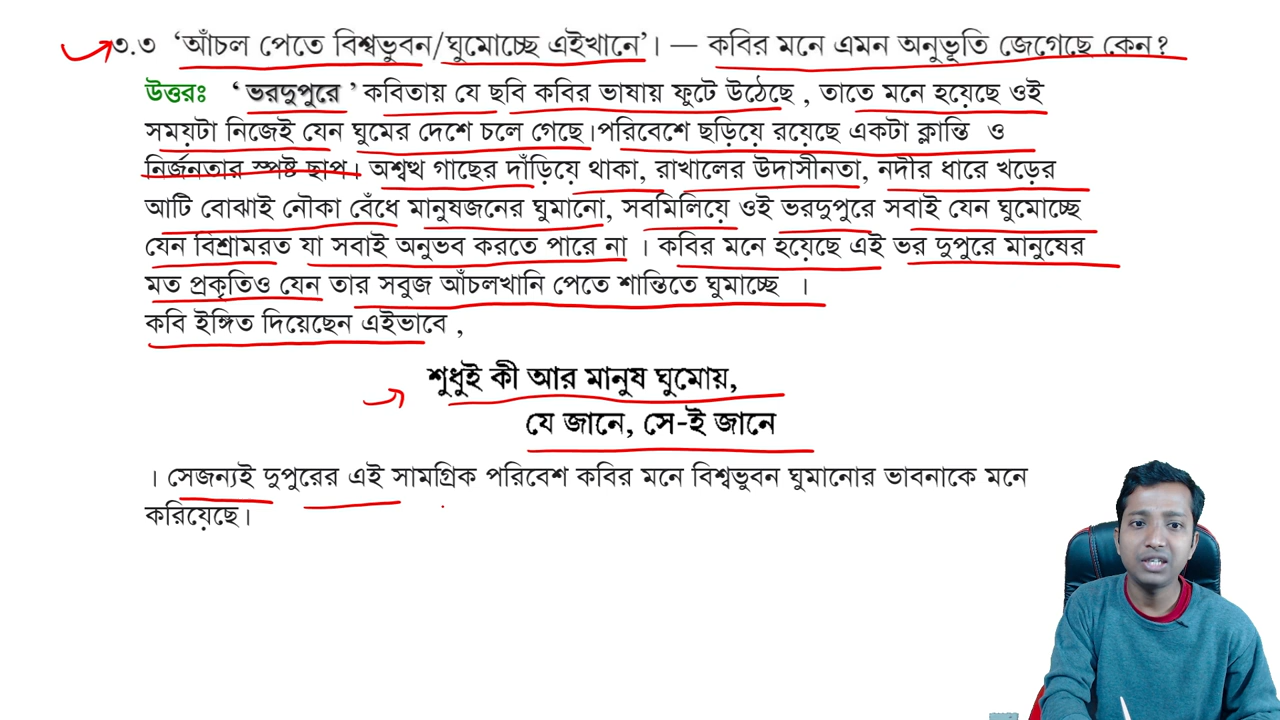 ৩.৩ ‘আঁচল পেতে বিশ্বভুবন/ঘুমোচ্ছে এইখানে’। — কবির মনে এমন অনুভূতি জেগেছে কেন?
উত্তরঃ ‘ ভরদুপুরে ’ কবিতায় যে ছবি কবির ভাষায় ফুটে উঠেছে , তাতে মনে হয়েছে ওই
সময়টা নিজেই যেন ঘুমের দেশে চলে গেছে।পরিবেশে ছড়িয়ে রয়েছে একটা ক্লান্তি ও
নির্জনতার স্পষ্ট ছাপ। অশ্বত্থ গাছের দাঁড়িয়ে থাকা, রাখালের উদাসীনতা, নদীর ধারে খড়ের
আটি বোঝাই নৌকা বেঁধে মানুষজনের ঘুমানো, সবমিলিয়ে ওই ভরদুপুরে সবাই যেন ঘুমোচ্ছে
যেন বিশ্রামরত যা সবাই অনুভব করতে পারে না । কবির মনে হয়েছে এই ভর দুপুরে মানুষের
মত প্রকৃতিও যেন তার সবুজ আঁচলখানি পেতে শান্তিতে ঘুমাচ্ছে ।
কবি ইঙ্গিত দিয়েছেন এইভাবে ,
শুধুই কী আর মানুষ ঘুমোয়,
যে জানে, সে-ই জানে
। সেজন্যই দুপুরের এই সামগ্রিক পরিবেশ কবির মনে বিশ্বভুবন ঘুমানোর ভাবনাকে মনে
করিয়েছে।